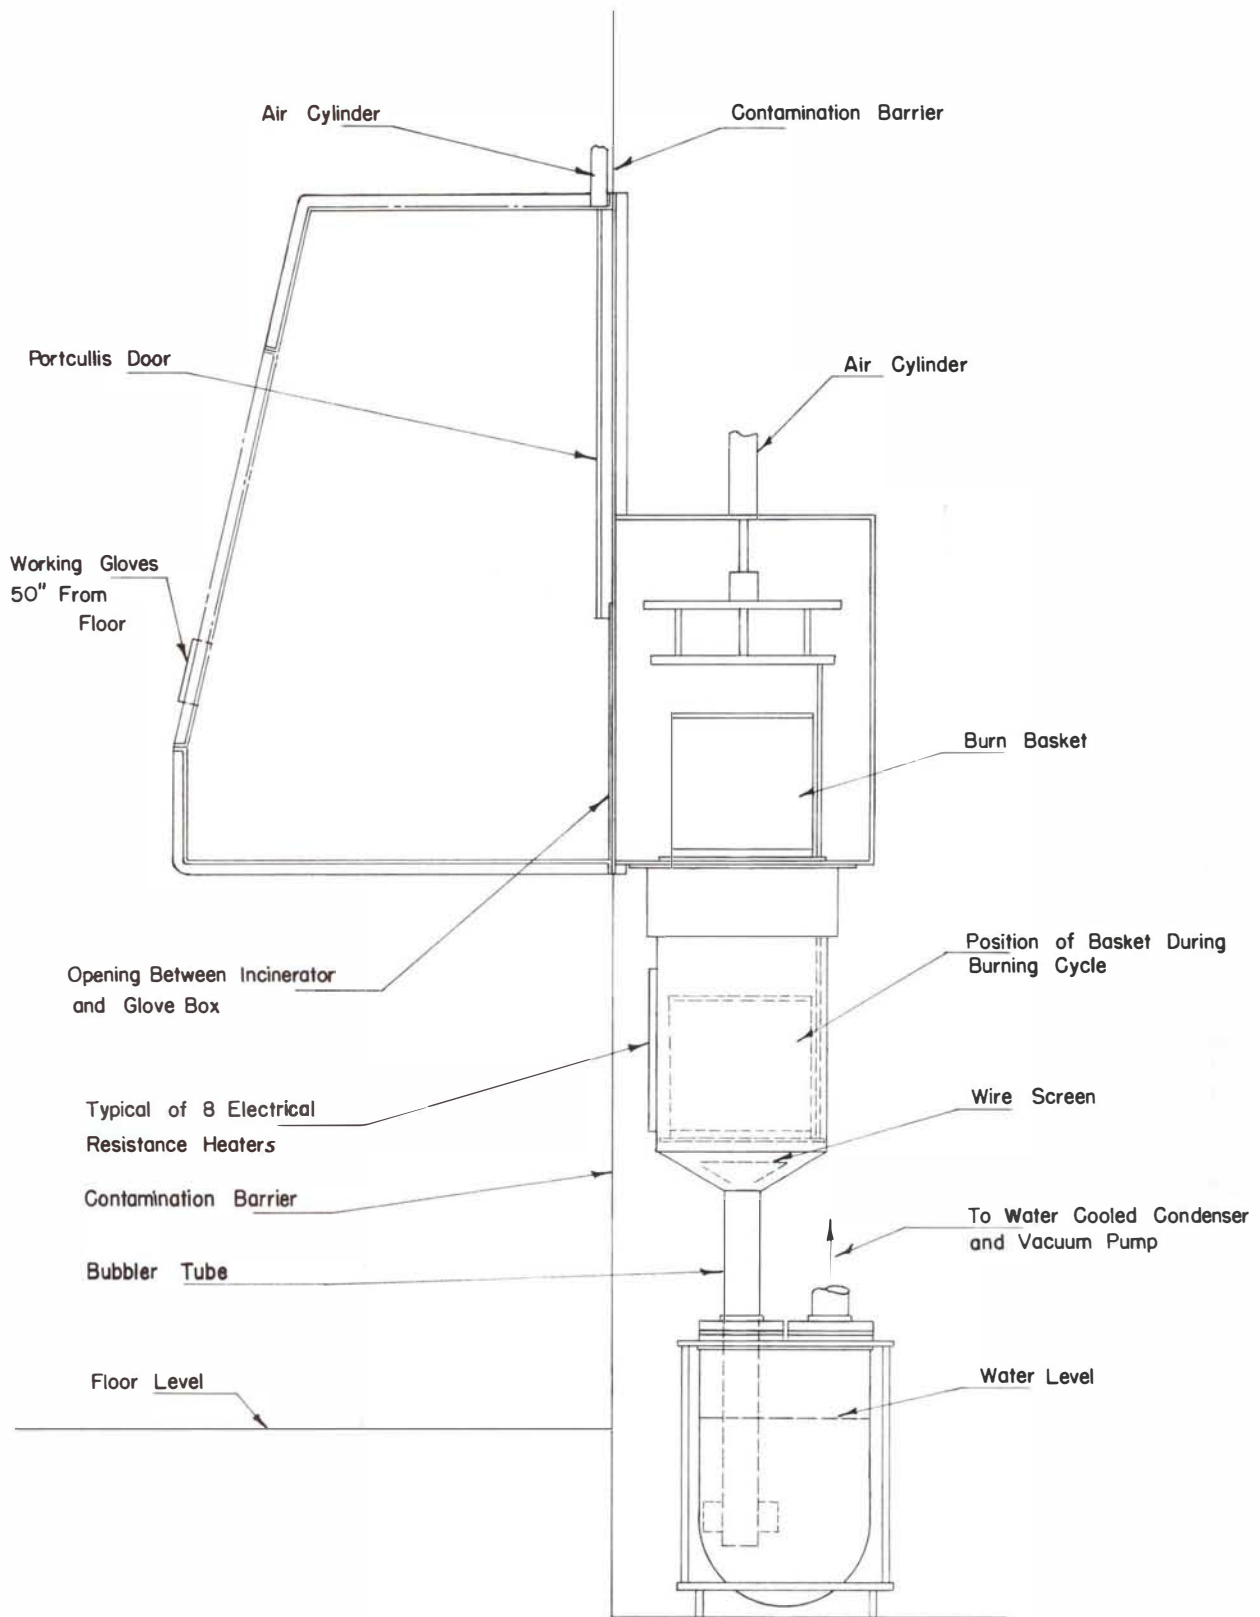 Air Cylinder
Contamination Barrier
Portcullis Door
Air Cylinder
Working Gloves
50" From
Floor
Burn Basket
Opening Between Incinerator
and Glove Box
Position of Basket During
Burning Cycle
Typical of 8 Electrical
Resistance Heaters
Wire Screen
Contamination Barrier
To Water Cooled Condenser
and Vacuum Pump
Bubbler Tube
Floor Level
Water Level